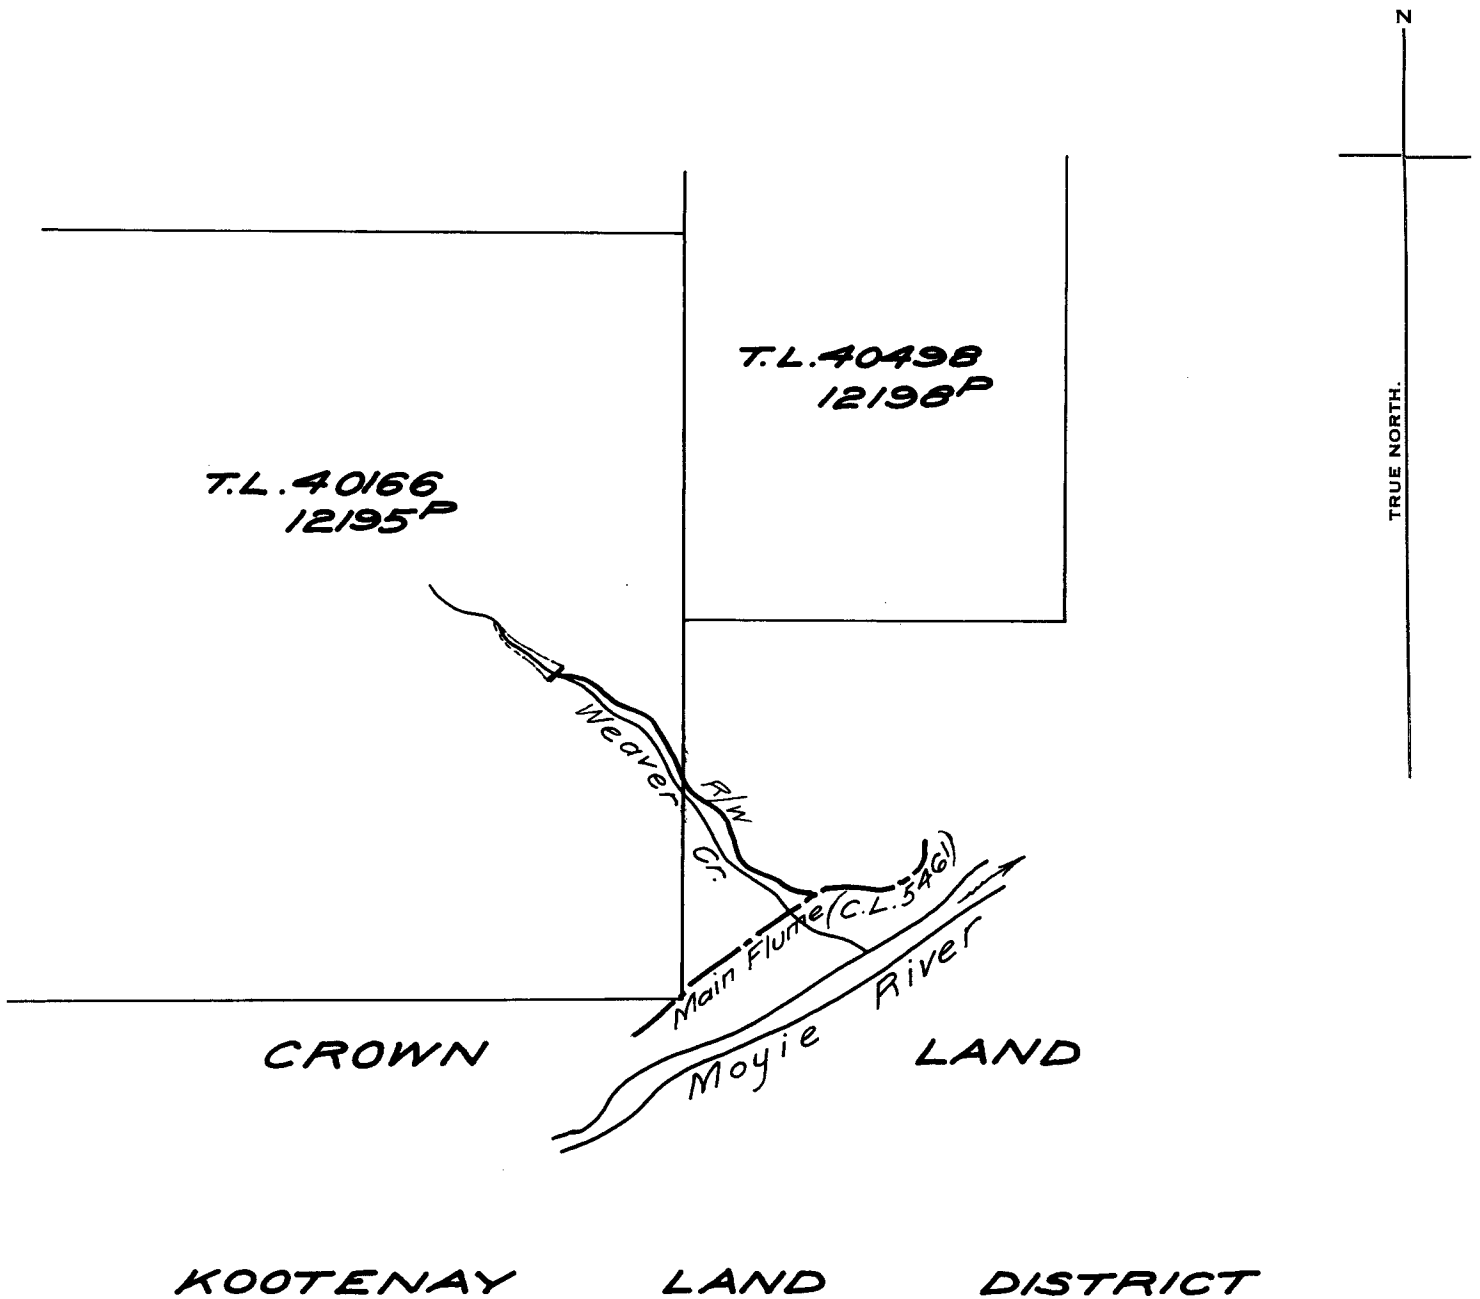 N
TRUE NORTH.
T.L. 40498
12198P
T.L. 40166
12195P
Weaver Cr.
R/W
Main Flume (C.L. 5461)
Moyie River
CROWN LAND
KOOTENAY LAND DISTRICT